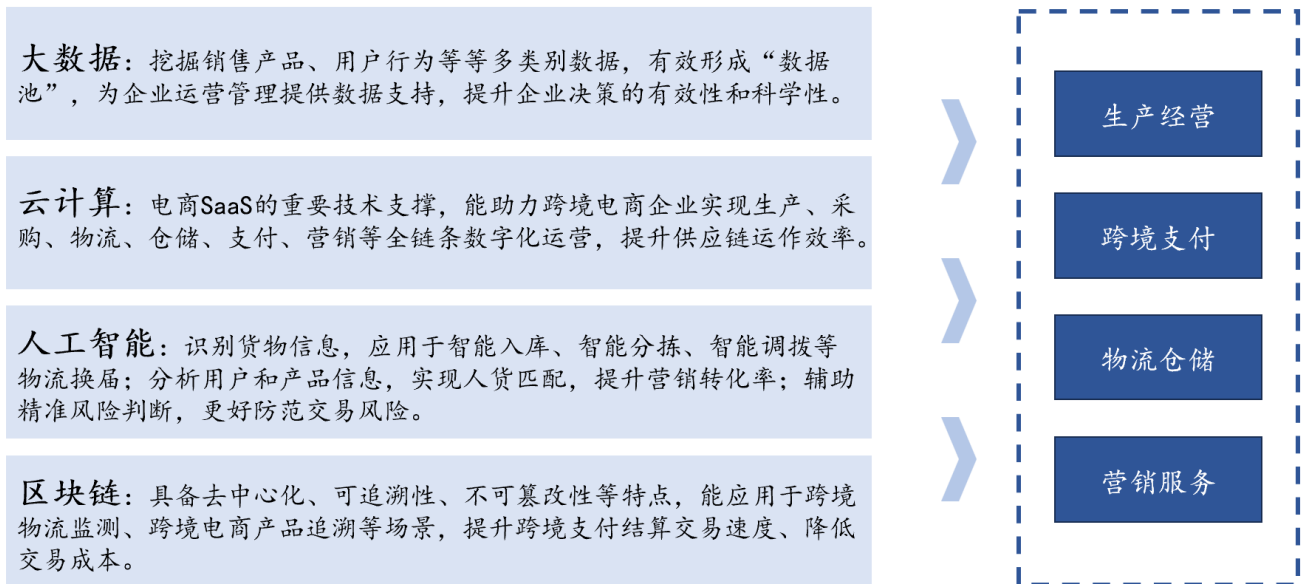 大数据：挖掘销售产品、用户行为等等多类别数据，有效形成“数据
池”，为企业运营管理提供数据支持，提升企业决策的有效性和科学性。
云计算：电商SaaS的重要技术支撑，能助力跨境电商企业实现生产、采
购、物流、仓储、支付、营销等全链条数字化运营，提升供应链运作效率。
人工智能：识别货物信息，应用于智能入库、智能分拣、智能调拨等
物流换届；分析用户和产品信息，实现人货匹配，提升营销转化率；辅助
精准风险判断，更好防范交易风险。
区块链：具备去中心化、可追溯性、不可篡改性等特点，能应用于跨境
物流监测、跨境电商产品追溯等场景，提升跨境支付结算交易速度、降低
交易成本。
生产经营
跨境支付
物流仓储
营销服务